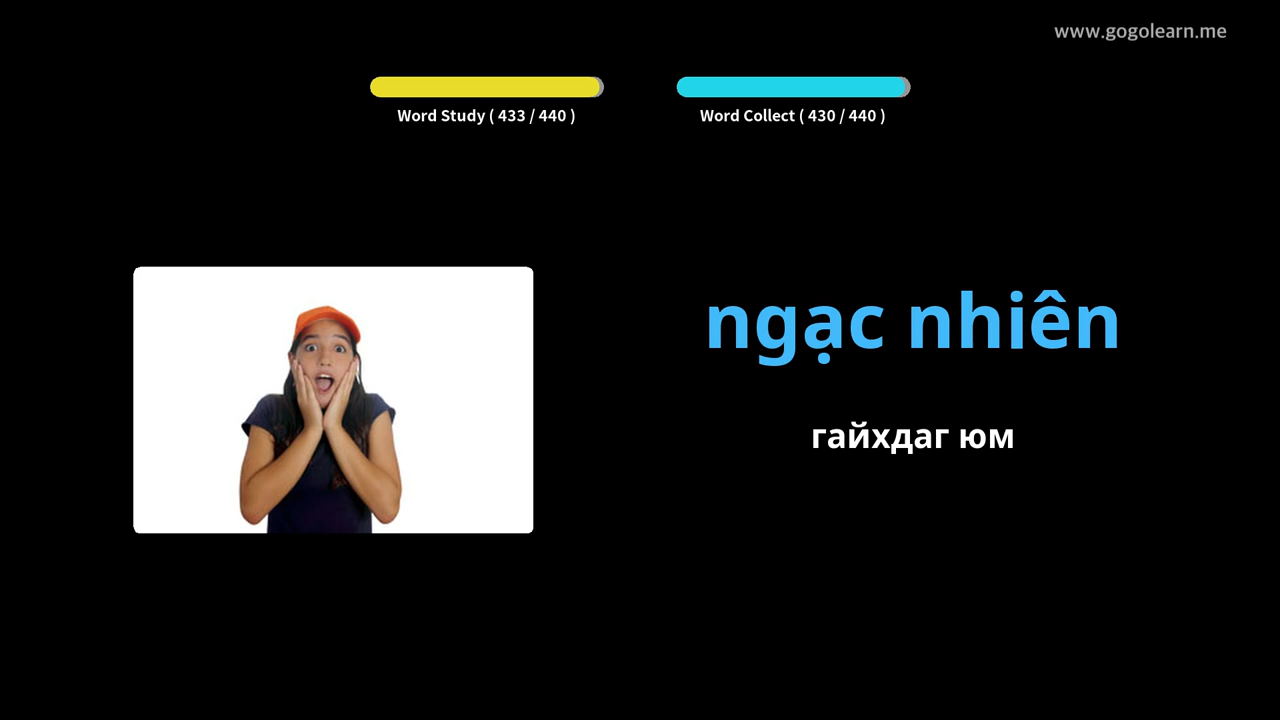 www.gogolearn.me
Word Study ( 433 / 440 )
Word Collect ( 430 / 440 )
ngạc nhiên
гайхдаг юм